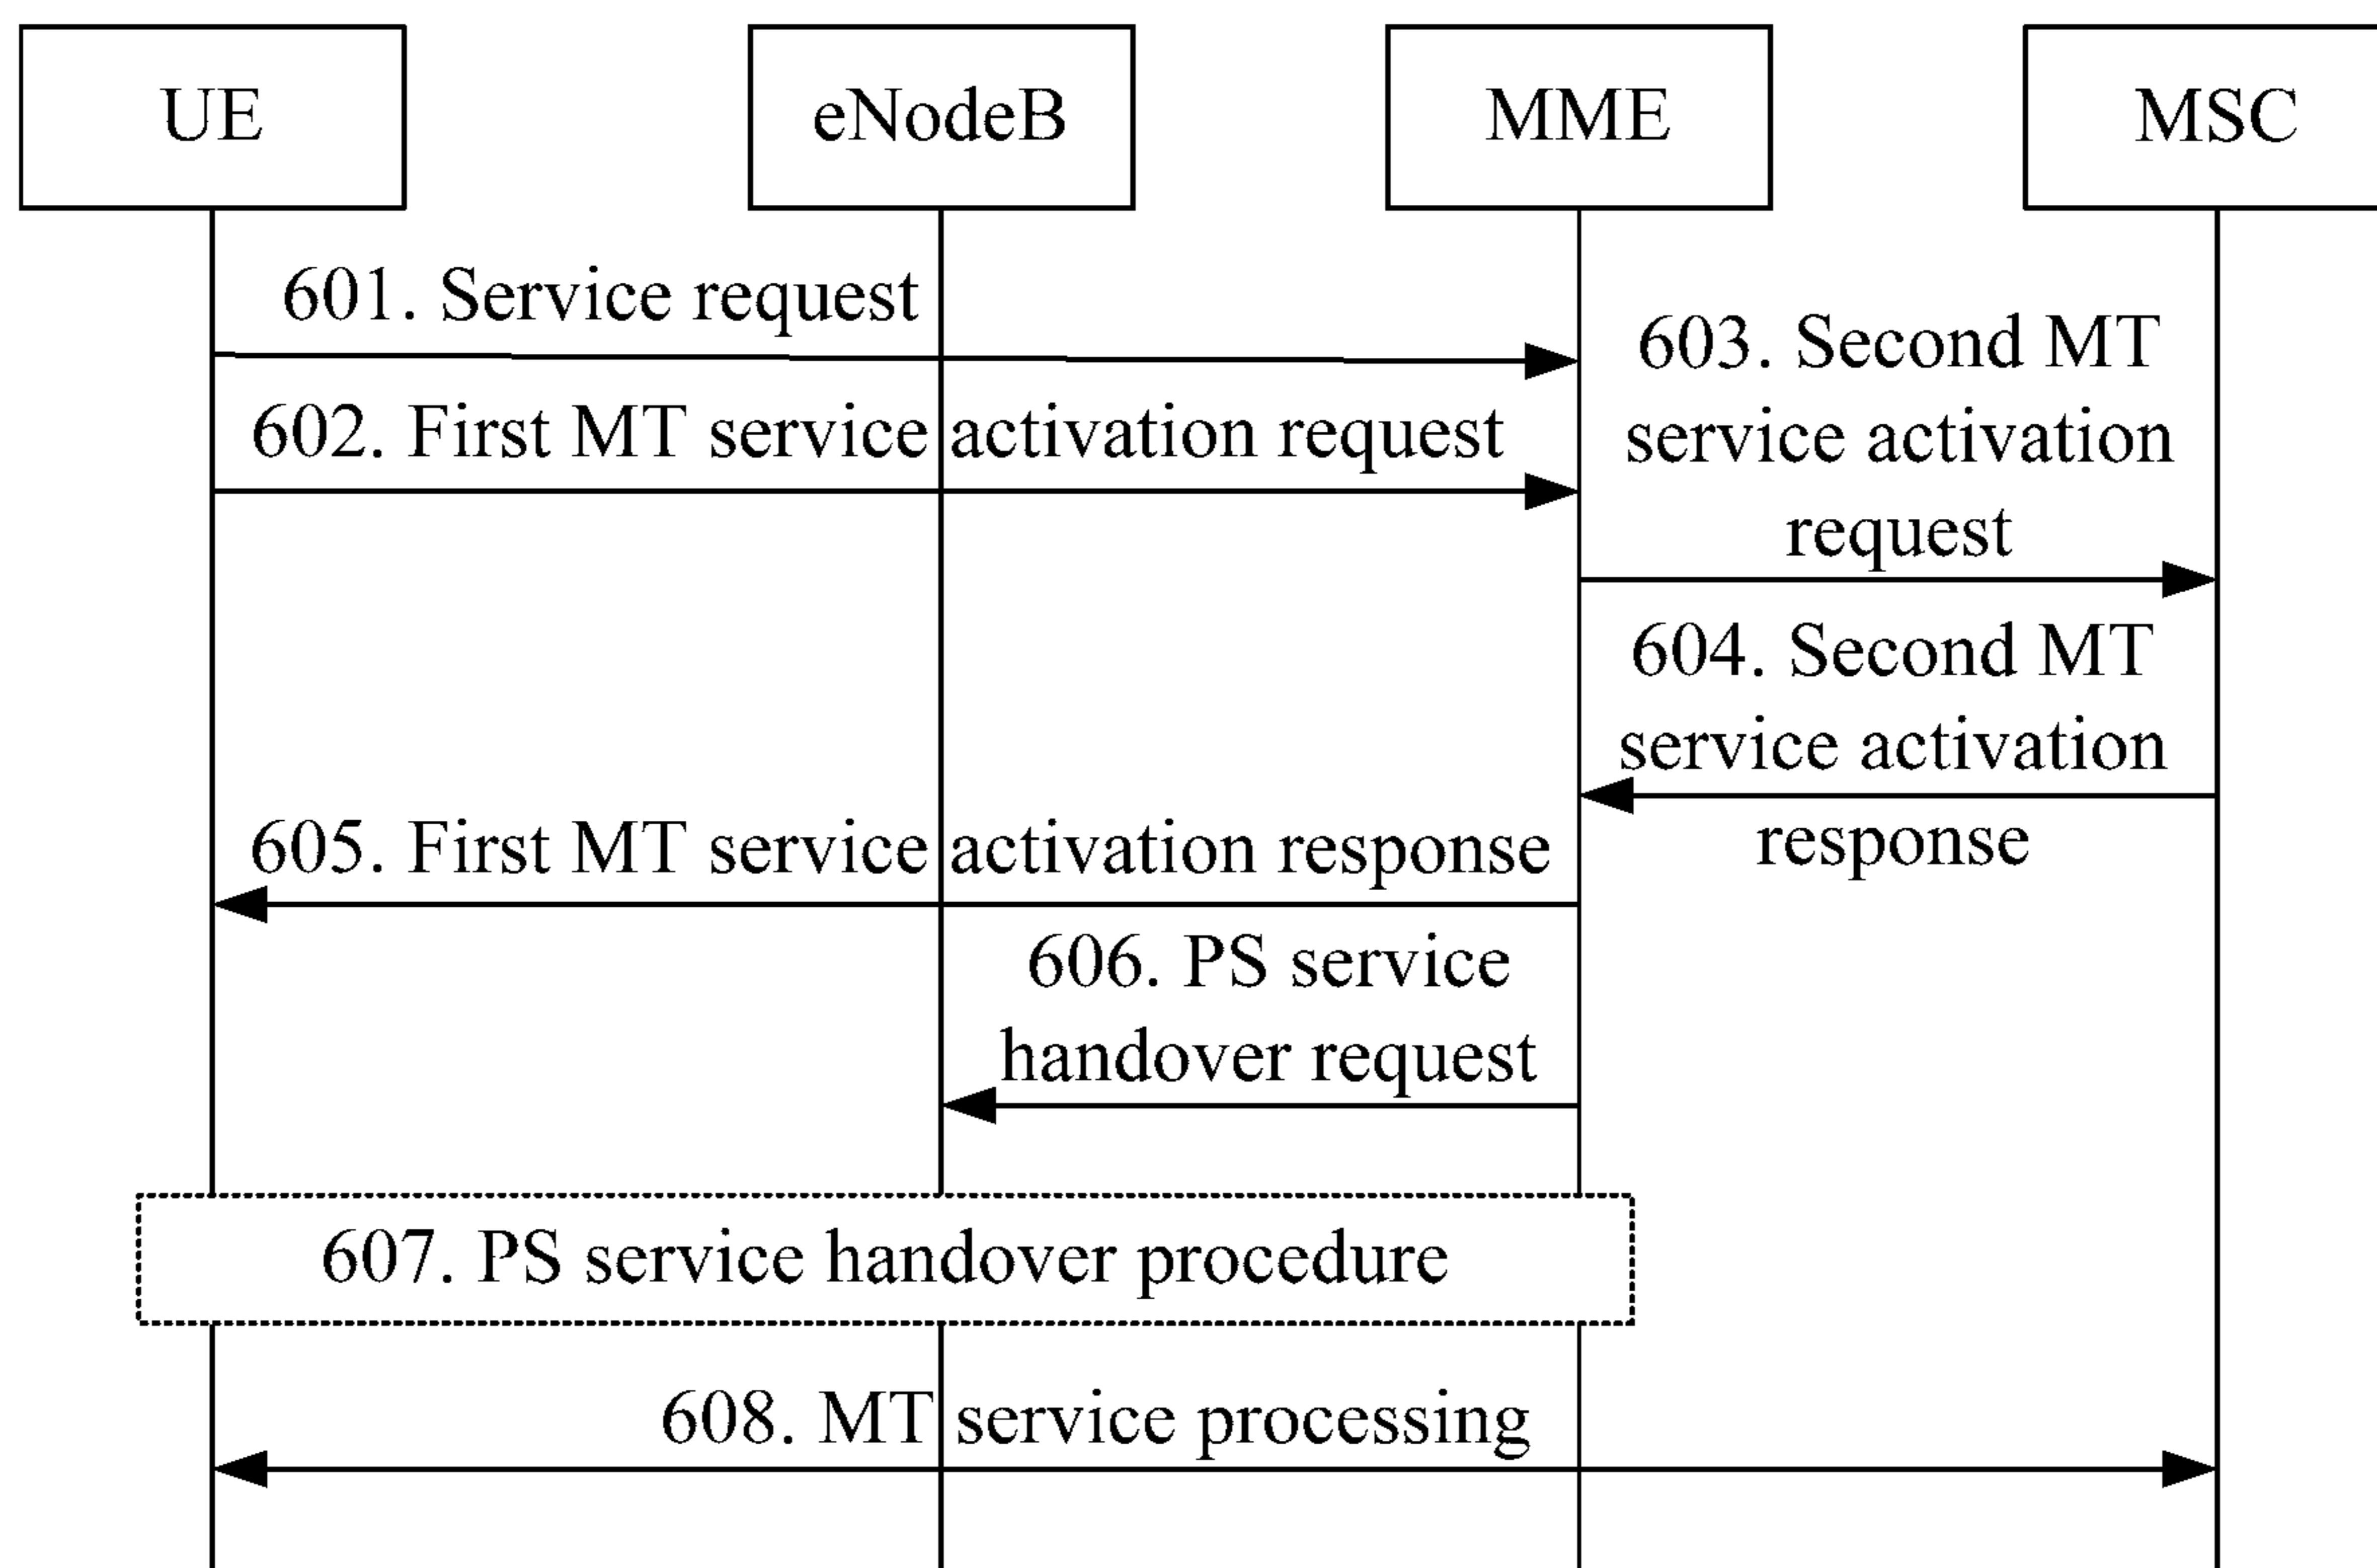 UE
eNodeB
MME
MSC
601. Service request
602. First MT service activation request
603. Second MT
service activation
request
604. Second MT
service activation
response
605. First MT service activation response
606. PS service
handover request
607. PS service handover procedure
608. MT service processing